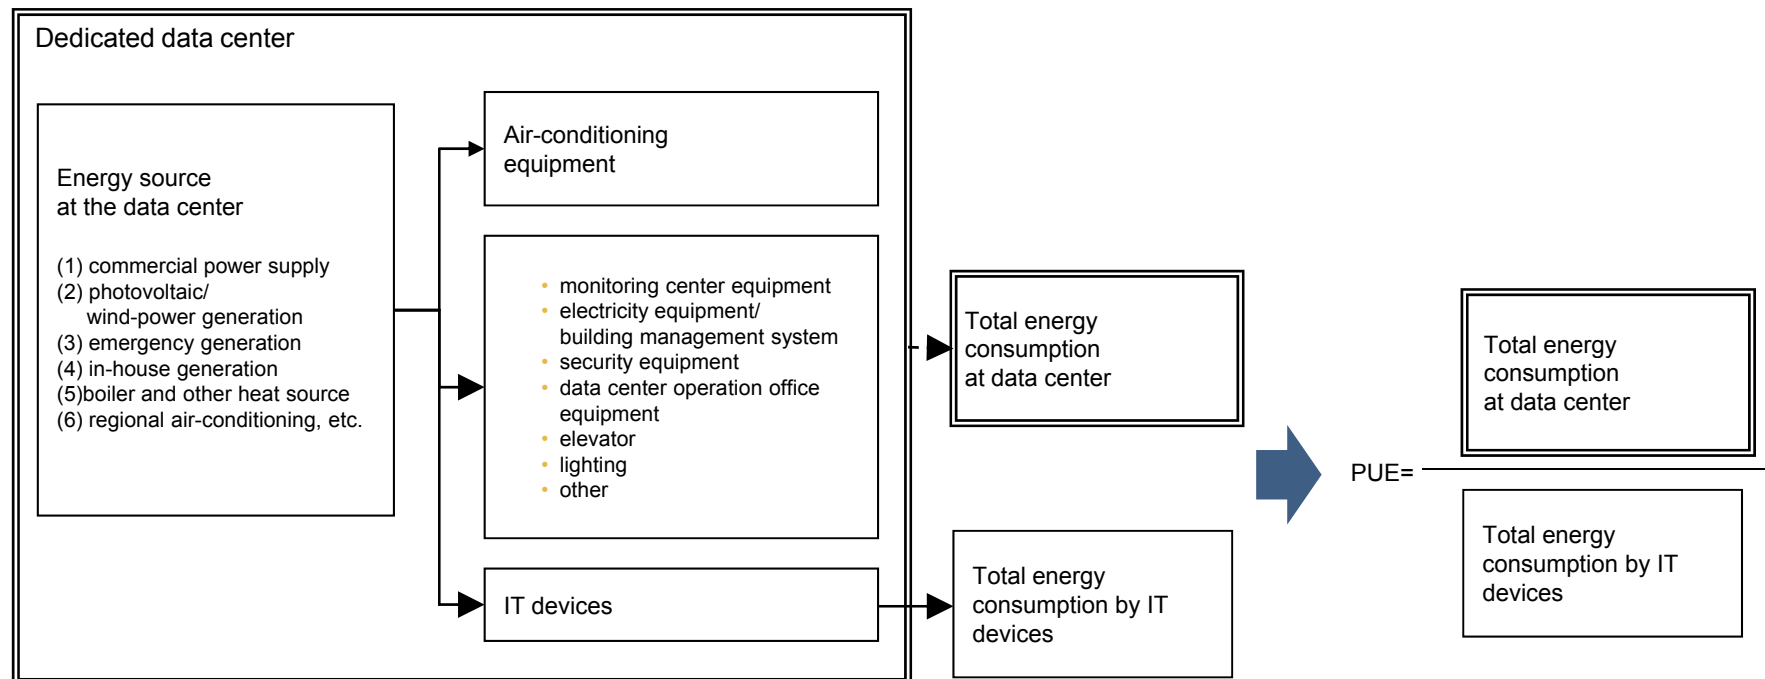 Dedicated data center
Energy source
at the data center
(1) commercial power supply
(2) photovoltaic/
wind-power generation
(3) emergency generation
(4) in-house generation
(5)boiler and other heat source
(6) regional air-conditioning, etc.
Air-conditioning
equipment
• monitoring center equipment
• electricity equipment/
building management system
• security equipment
• data center operation office
equipment
• elevator
• lighting
• other
IT devices
Total energy
consumption
at data center
Total energy
consumption by IT
devices
PUE=
Total energy
consumption
at data center
Total energy
consumption by IT
devices